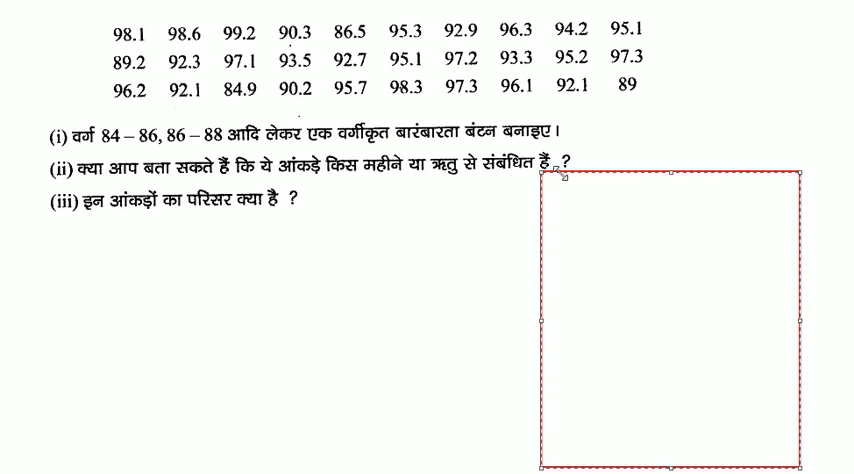 98.1 98.6 99.2 90.3 86.5 95.3 92.9 96.3 94.2 95.1
89.2 92.3 97.1 93.5 92.7 95.1 97.2 93.3 95.2 97.3
96.2 92.1 84.9 90.2 95.7 98.3 97.3 96.1 92.1 89
(i) वर्ग 84 – 86, 86 – 88 आदि लेकर एक वर्गीकृत बारंबारता बंटन बनाइए।
(ii) क्या आप बता सकते हैं कि ये आंकड़े किस महीने या ऋतु से संबंधित हैं ?
(iii) इन आंकड़ों का परिसर क्या है ?